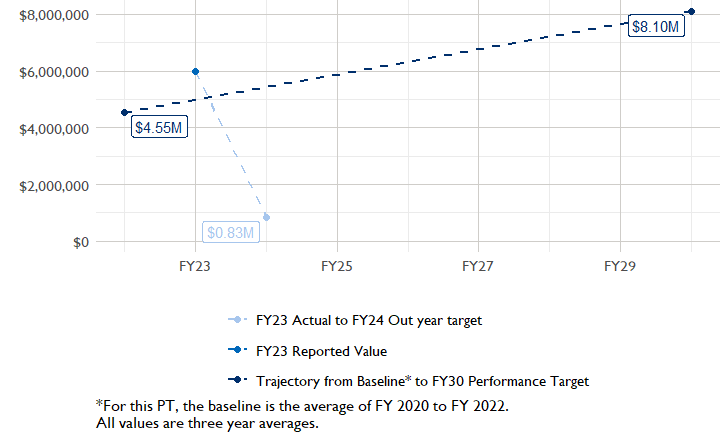 $8,000,000
$8.10M
$6,000,000
$4.55M
$4,000,000
$2,000,000
$0.83M
$0
FY23 FY25 FY27 FY29
FY23 Actual to FY24 Out year target
FY23 Reported Value
Trajectory from Baseline* to FY30 Performance Target
*For this PT, the baseline is the average of FY 2020 to FY 2022.
All values are three year averages.